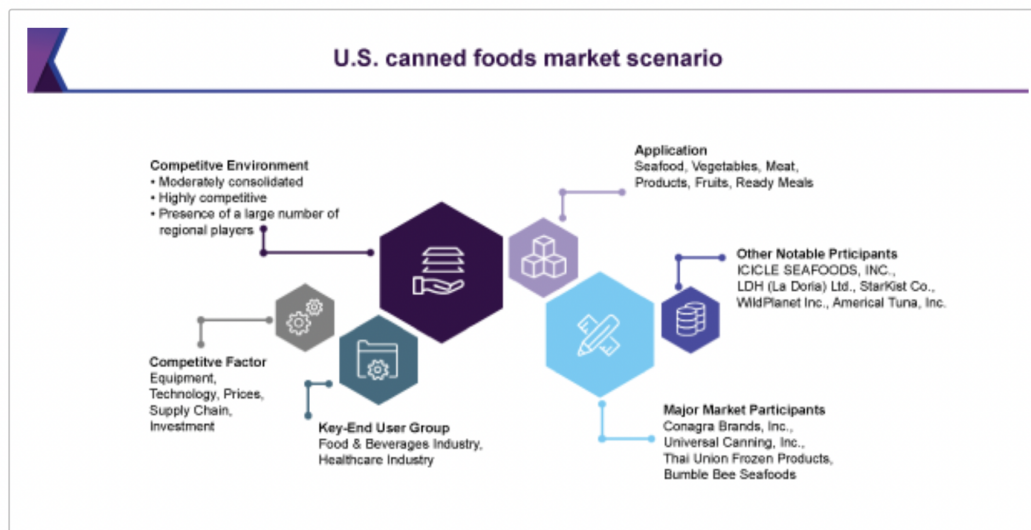 U.S. canned foods market scenario
Competitve Environment
• Moderately consolidated
• Highly competitive
• Presence of a large number of
regional players
Application
Seafood, Vegetables, Meat,
Products, Fruits, Ready Meals
Other Notable Prticipants
ICICLE SEAFOODS, INC.,
LDH (La Doria) Ltd., StarKist Co.,
WildPlanet Inc., Americal Tuna, Inc.
Competitve Factor
Equipment,
Technology, Prices,
Supply Chain,
Investment
Key-End User Group
Food & Beverages Industry,
Healthcare Industry
Major Market Participants
Conagra Brands, Inc.,
Universal Canning, Inc.,
Thai Union Frozen Products,
Bumble Bee Seafoods